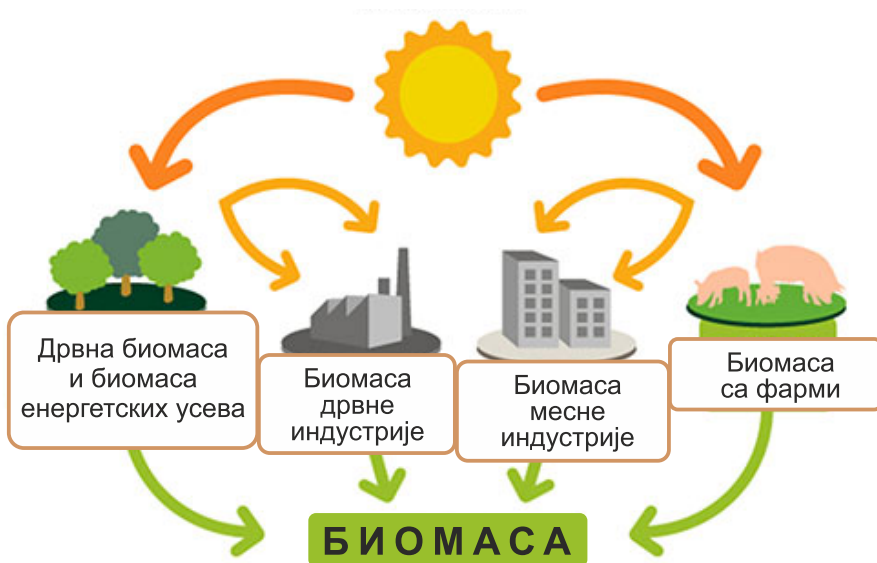 Дрвна биомаса
и биомаса
енергетских усева
Биомаса
дрвне
индустрије
Биомаса
месне
индустрије
Биомаса
са фарми
БИОМАСА